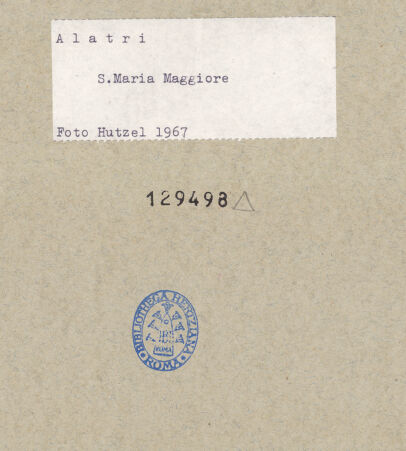 Alatri
S.Maria Maggiore
Foto Hutzel 1967
129498
BIBLIOTHECA HERTZIANA
ROMA